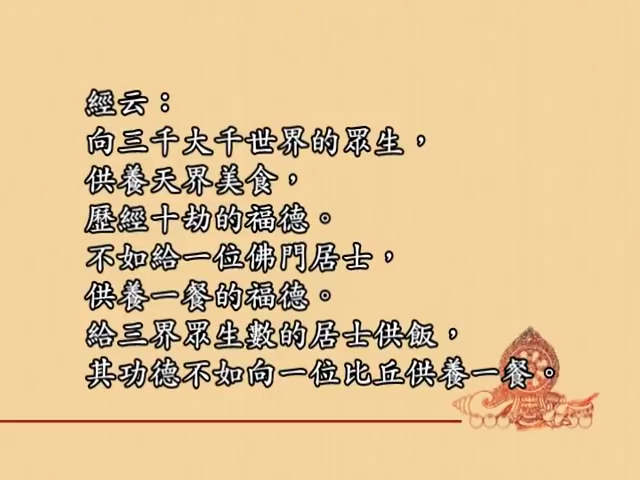 經云：
向三千大千世界的眾生，
供養天界美食，
歷經十劫的福德。
不如給一位佛門居士，
供養一餐的福德。
給三界眾生數的居士供飯，
其功德不如向一位比丘供養一餐。